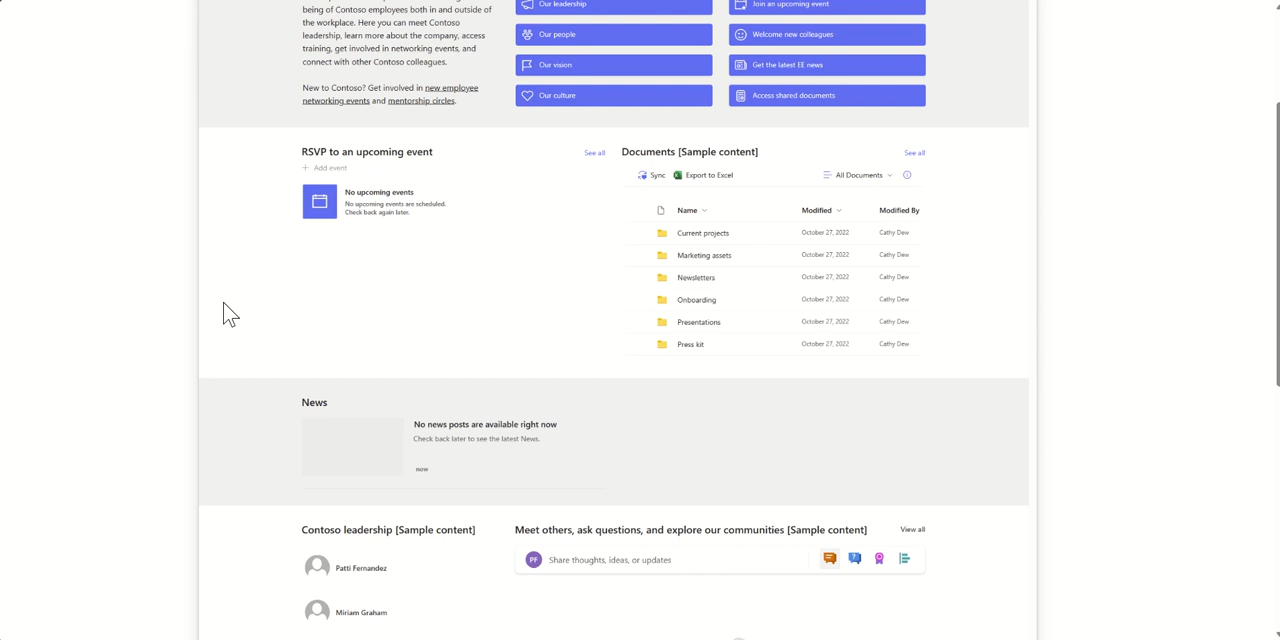 being of Contoso employees both in and outside of
the workplace. Here you can meet Contoso
leadership, learn more about the company, access
training, get involved in networking events, and
connect with other Contoso colleagues.
New to Contoso? Get involved in new employee
networking events and mentorship circles.
Our leadership
Our people
Our vision
Our culture
Join an upcoming event
Welcome new colleagues
Get the latest EE news
Access shared documents
RSVP to an upcoming event
See all
+ Add event
No upcoming events
No upcoming events are scheduled.
Check back again later.
Documents [Sample content]
See all
Sync
Export to Excel
All Documents
Name
Modified
Modified By
Current projects
October 27, 2022
Cathy Dew
Marketing assets
October 27, 2022
Cathy Dew
Newsletters
October 27, 2022
Cathy Dew
Onboarding
October 27, 2022
Cathy Dew
Presentations
October 27, 2022
Cathy Dew
Press kit
October 27, 2022
Cathy Dew
News
No news posts are available right now
Check back later to see the latest News.
now
Contoso leadership [Sample content]
Patti Fernandez
Miriam Graham
Meet others, ask questions, and explore our communities [Sample content]
View all
PF
Share thoughts, ideas, or updates